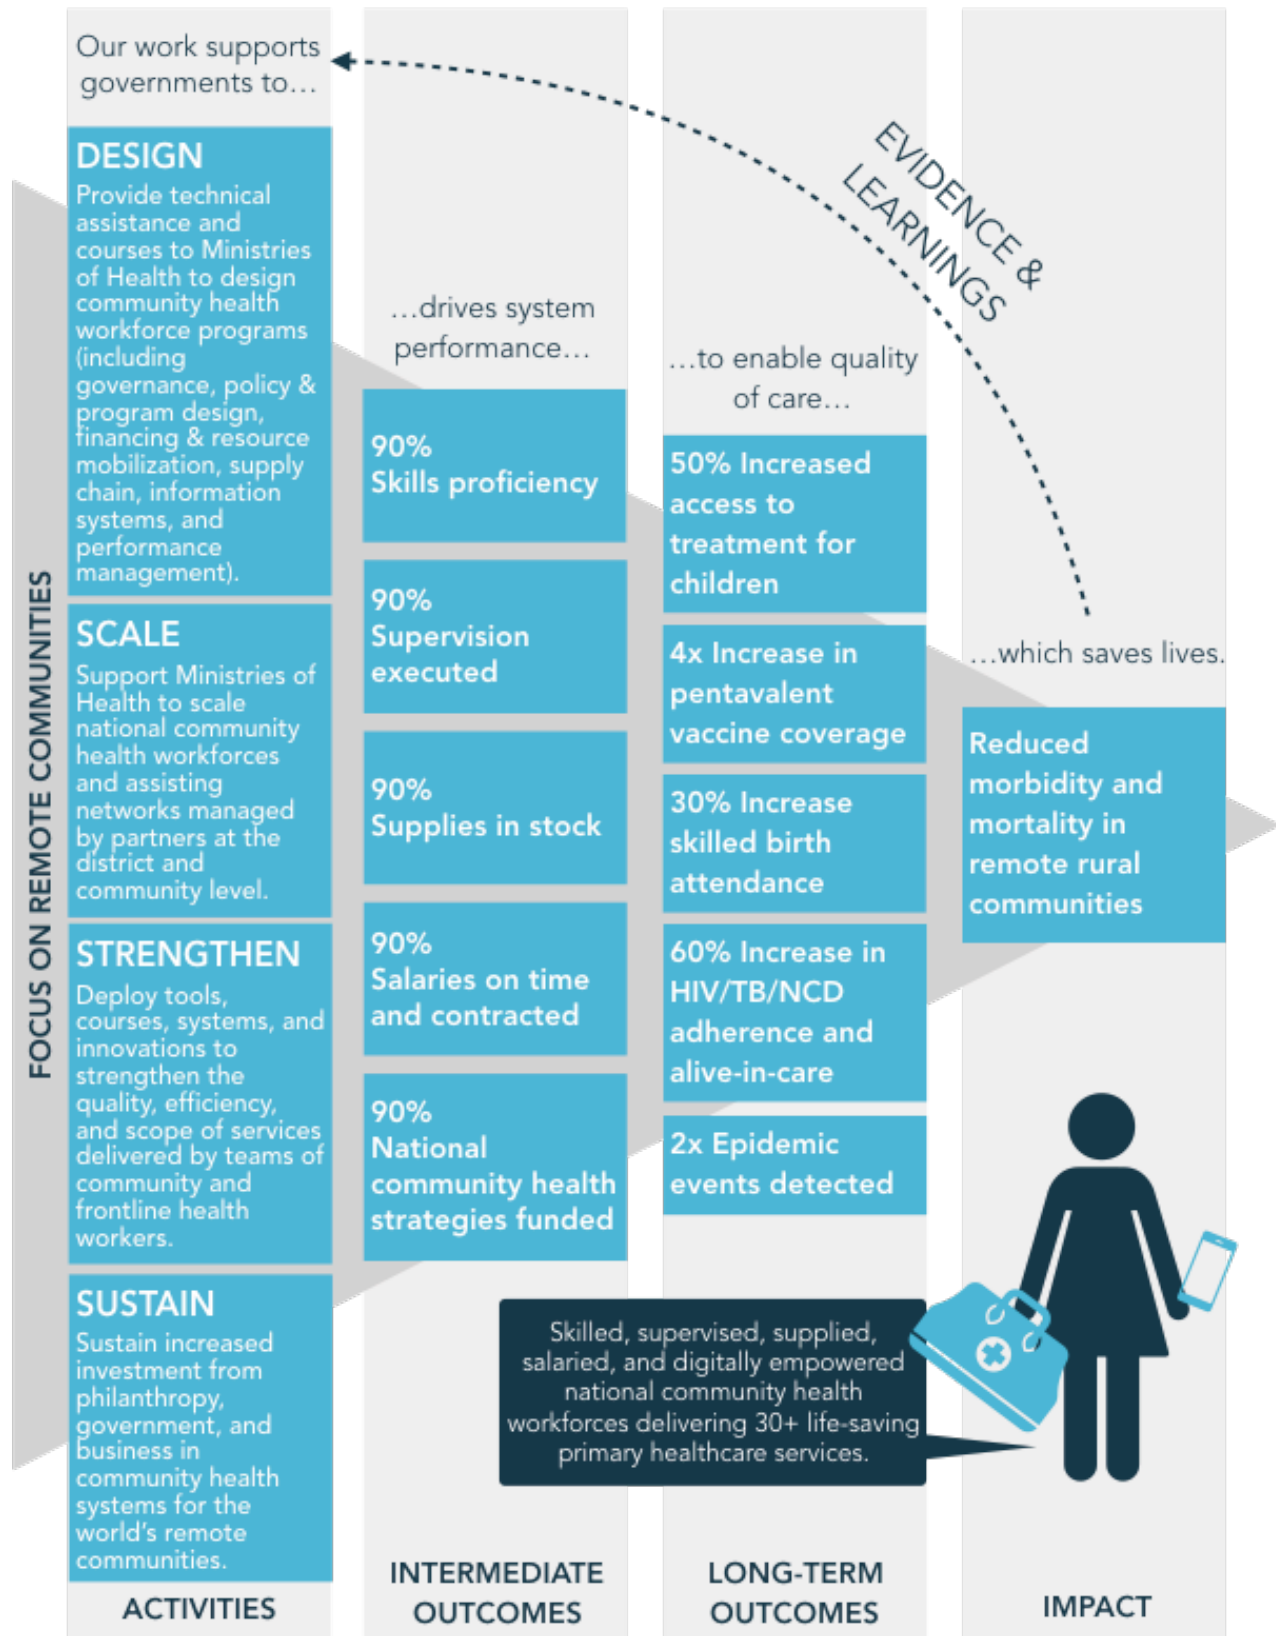 Our work supports
governments to…
DESIGN
Provide technical
assistance and
courses to Ministries
of Health to design
community health
workforce programs
(including
governance, policy &
program design,
financing & resource
mobilization, supply
chain, information
systems, and
performance
management).
SCALE
Support Ministries of
Health to scale
national community
health workforces
and assisting
networks managed
by partners at the
district and
community level.
STRENGTHEN
Deploy tools,
courses, systems, and
innovations to
strengthen the
quality, efficiency,
and scope of services
delivered by teams of
community and
frontline health
workers.
SUSTAIN
Sustain increased
investment from
philanthropy,
government, and
business in
community health
systems for the
world's remote
communities.
ACTIVITIES
FOCUS ON REMOTE COMMUNITIES
…drives system
performance…
90%
Skills proficiency
90%
Supervision
executed
90%
Supplies in stock
90%
Salaries on time
and contracted
90%
National
community health
strategies funded
INTERMEDIATE
OUTCOMES
…to enable quality
of care…
50% Increased
access to
treatment for
children
4x Increase in
pentavalent
vaccine coverage
30% Increase
skilled birth
attendance
60% Increase in
HIV/TB/NCD
adherence and
alive-in-care
2x Epidemic
events detected
LONG-TERM
OUTCOMES
EVIDENCE &
LEARNINGS
…which saves lives.
Reduced
morbidity and
mortality in
remote rural
communities
Skilled, supervised, supplied,
salaried, and digitally empowered
national community health
workforces delivering 30+ life-saving
primary healthcare services.
IMPACT